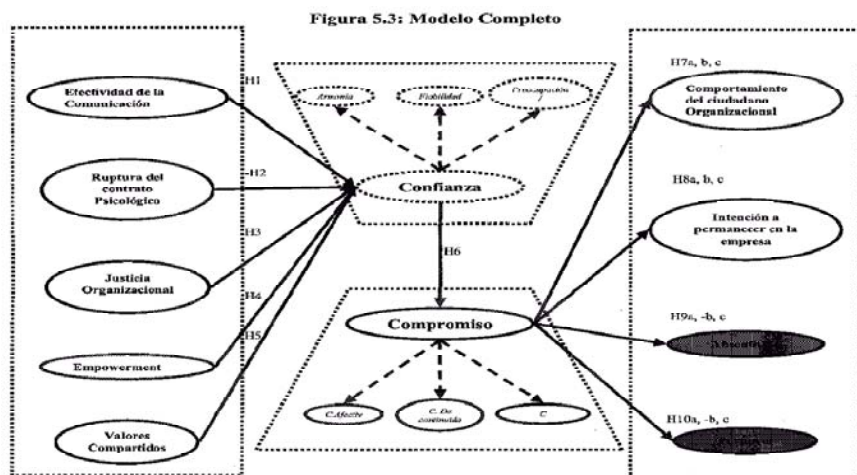 Figura 5.3: Modelo Completo
H1
Efectividad de la
Comunicación
-H2
Ruptura del
contrato
Psicológico
H3
Justicia
Organizacional
H4
H5
Empowerment
Valores
Compartidos
Armonía
Fiabilidad
Confianza
H6
Compromiso
C. De
C
H7a, b, c
Comportamiento
del ciudadano
Organizacional
H8a, b, c
Intención a
permanecer en la
empresa
H9a, -b, c
H10a, -b, c